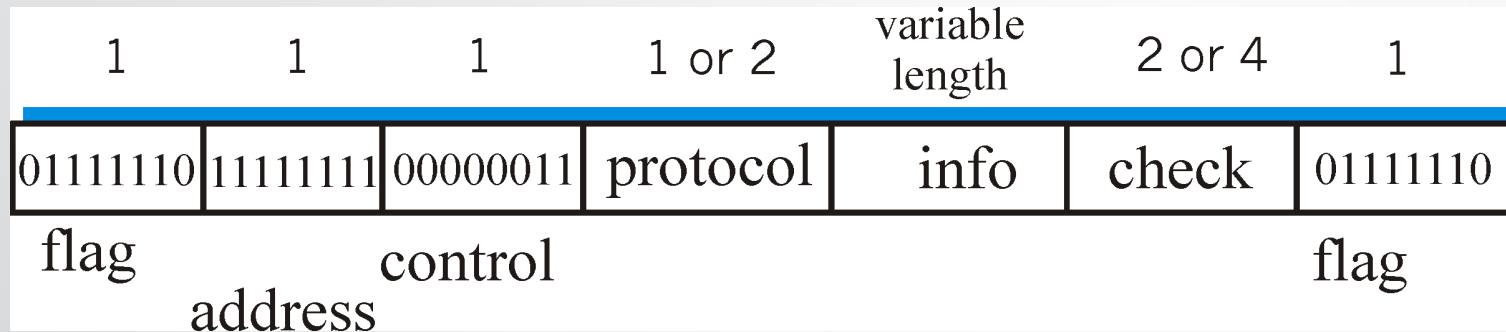 1 1 1 1 or 2 variable length 2 or 4 1
01111110 11111111 00000011 protocol info check 01111110
flag address control flag